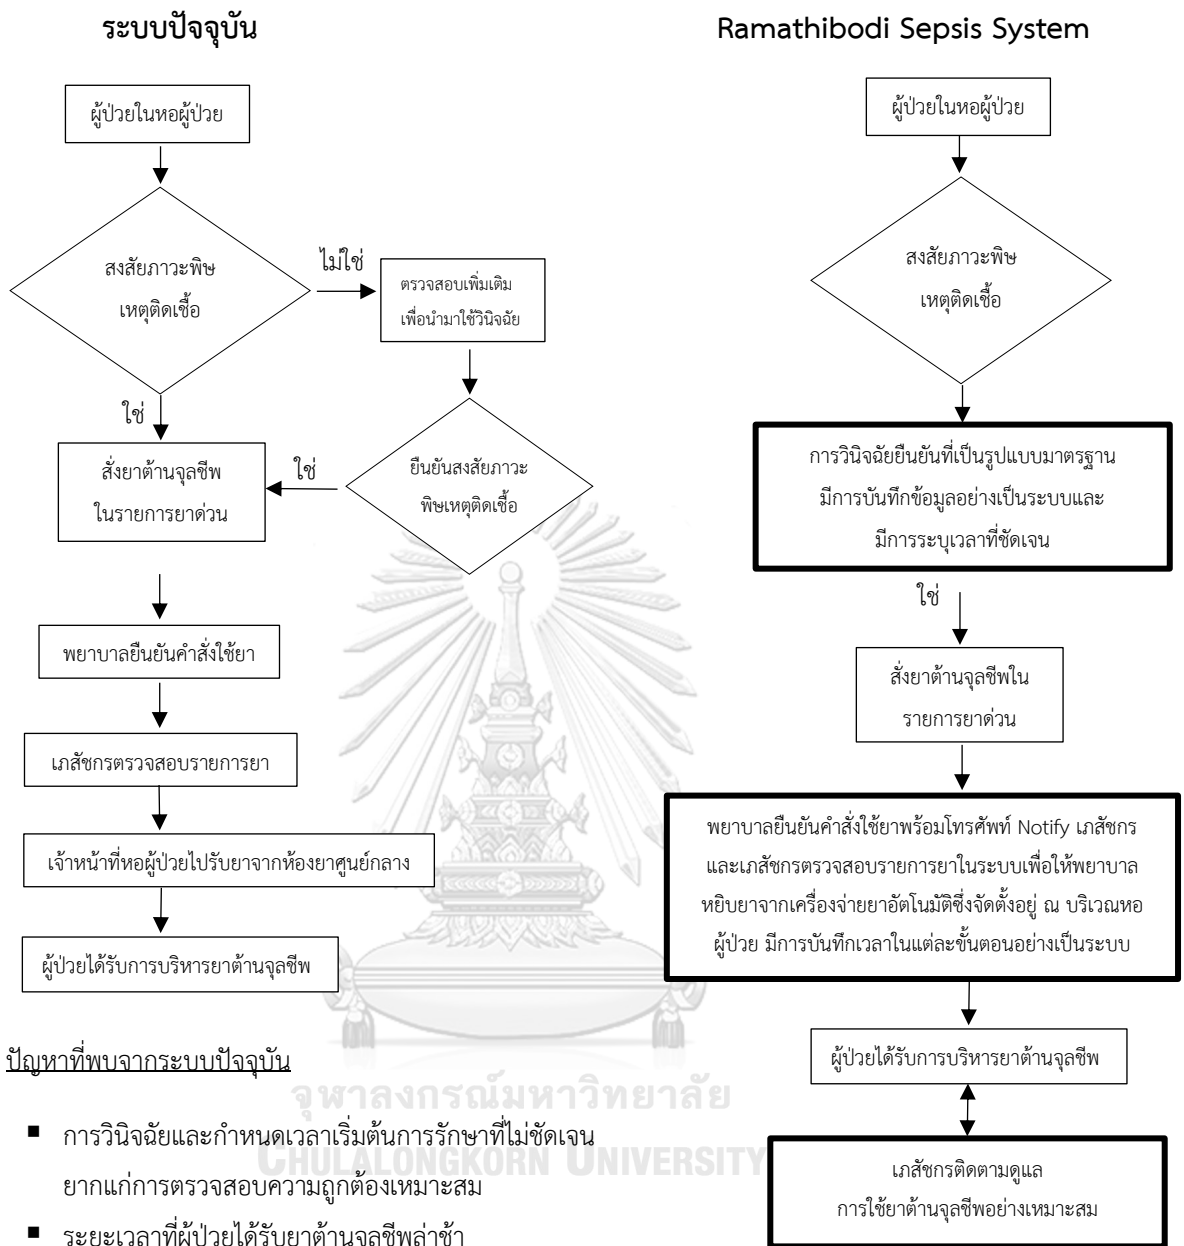 ระบบปัจจุบัน
ผู้ป่วยในหอผู้ป่วย
สงสัยภาวะพิษ
เหตุติดเชื้อ
ไม่ใช่
ตรวจสอบเพิ่มเติม
เพื่อนำมาใช้วินิจฉัย
ใช่
สั่งยาต้านจุลชีพ
ในรายการยาด่วน
ใช่
ยืนยันสงสัยภาวะ
พิษเหตุติดเชื้อ
พยาบาลยืนยันคำสั่งใช้ยา
เภสัชกรตรวจสอบรายการยา
เจ้าหน้าที่หอผู้ป่วยไปรับยาจากห้องยาศูนย์กลาง
ผู้ป่วยได้รับการบริหารยาต้านจุลชีพ
ปัญหาที่พบจากระบบปัจจุบัน
▪ การวินิจฉัยและกำหนดเวลาเริ่มต้นการรักษาที่ไม่ชัดเจน
ยากแก่การตรวจสอบความถูกต้องเหมาะสม
▪ ระยะเวลาที่ผู้ป่วยได้รับยาต้านจุลชีพล่าช้า
Ramathibodi Sepsis System
ผู้ป่วยในหอผู้ป่วย
สงสัยภาวะพิษ
เหตุติดเชื้อ
การวินิจฉัยยืนยันที่เป็นรูปแบบมาตรฐาน
มีการบันทึกข้อมูลอย่างเป็นระบบและ
มีการระบุเวลาที่ชัดเจน
ใช่
สั่งยาต้านจุลชีพใน
รายการยาด่วน
พยาบาลยืนยันคำสั่งใช้ยาพร้อมโทรศัพท์ Notify เภสัชกร
และเภสัชกรตรวจสอบรายการยาในระบบเพื่อให้พยาบาล
หยิบยาจากเครื่องจ่ายยาอัตโนมัติซึ่งจัดตั้งอยู่ ณ บริเวณหอ
ผู้ป่วย มีการบันทึกเวลาในแต่ละขั้นตอนอย่างเป็นระบบ
ผู้ป่วยได้รับการบริหารยาต้านจุลชีพ
เภสัชกรติดตามดูแล
การใช้ยาต้านจุลชีพอย่างเหมาะสม
จุฬาลงกรณ์มหาวิทยาลัย
CHULALONGKORN UNIVERSITY